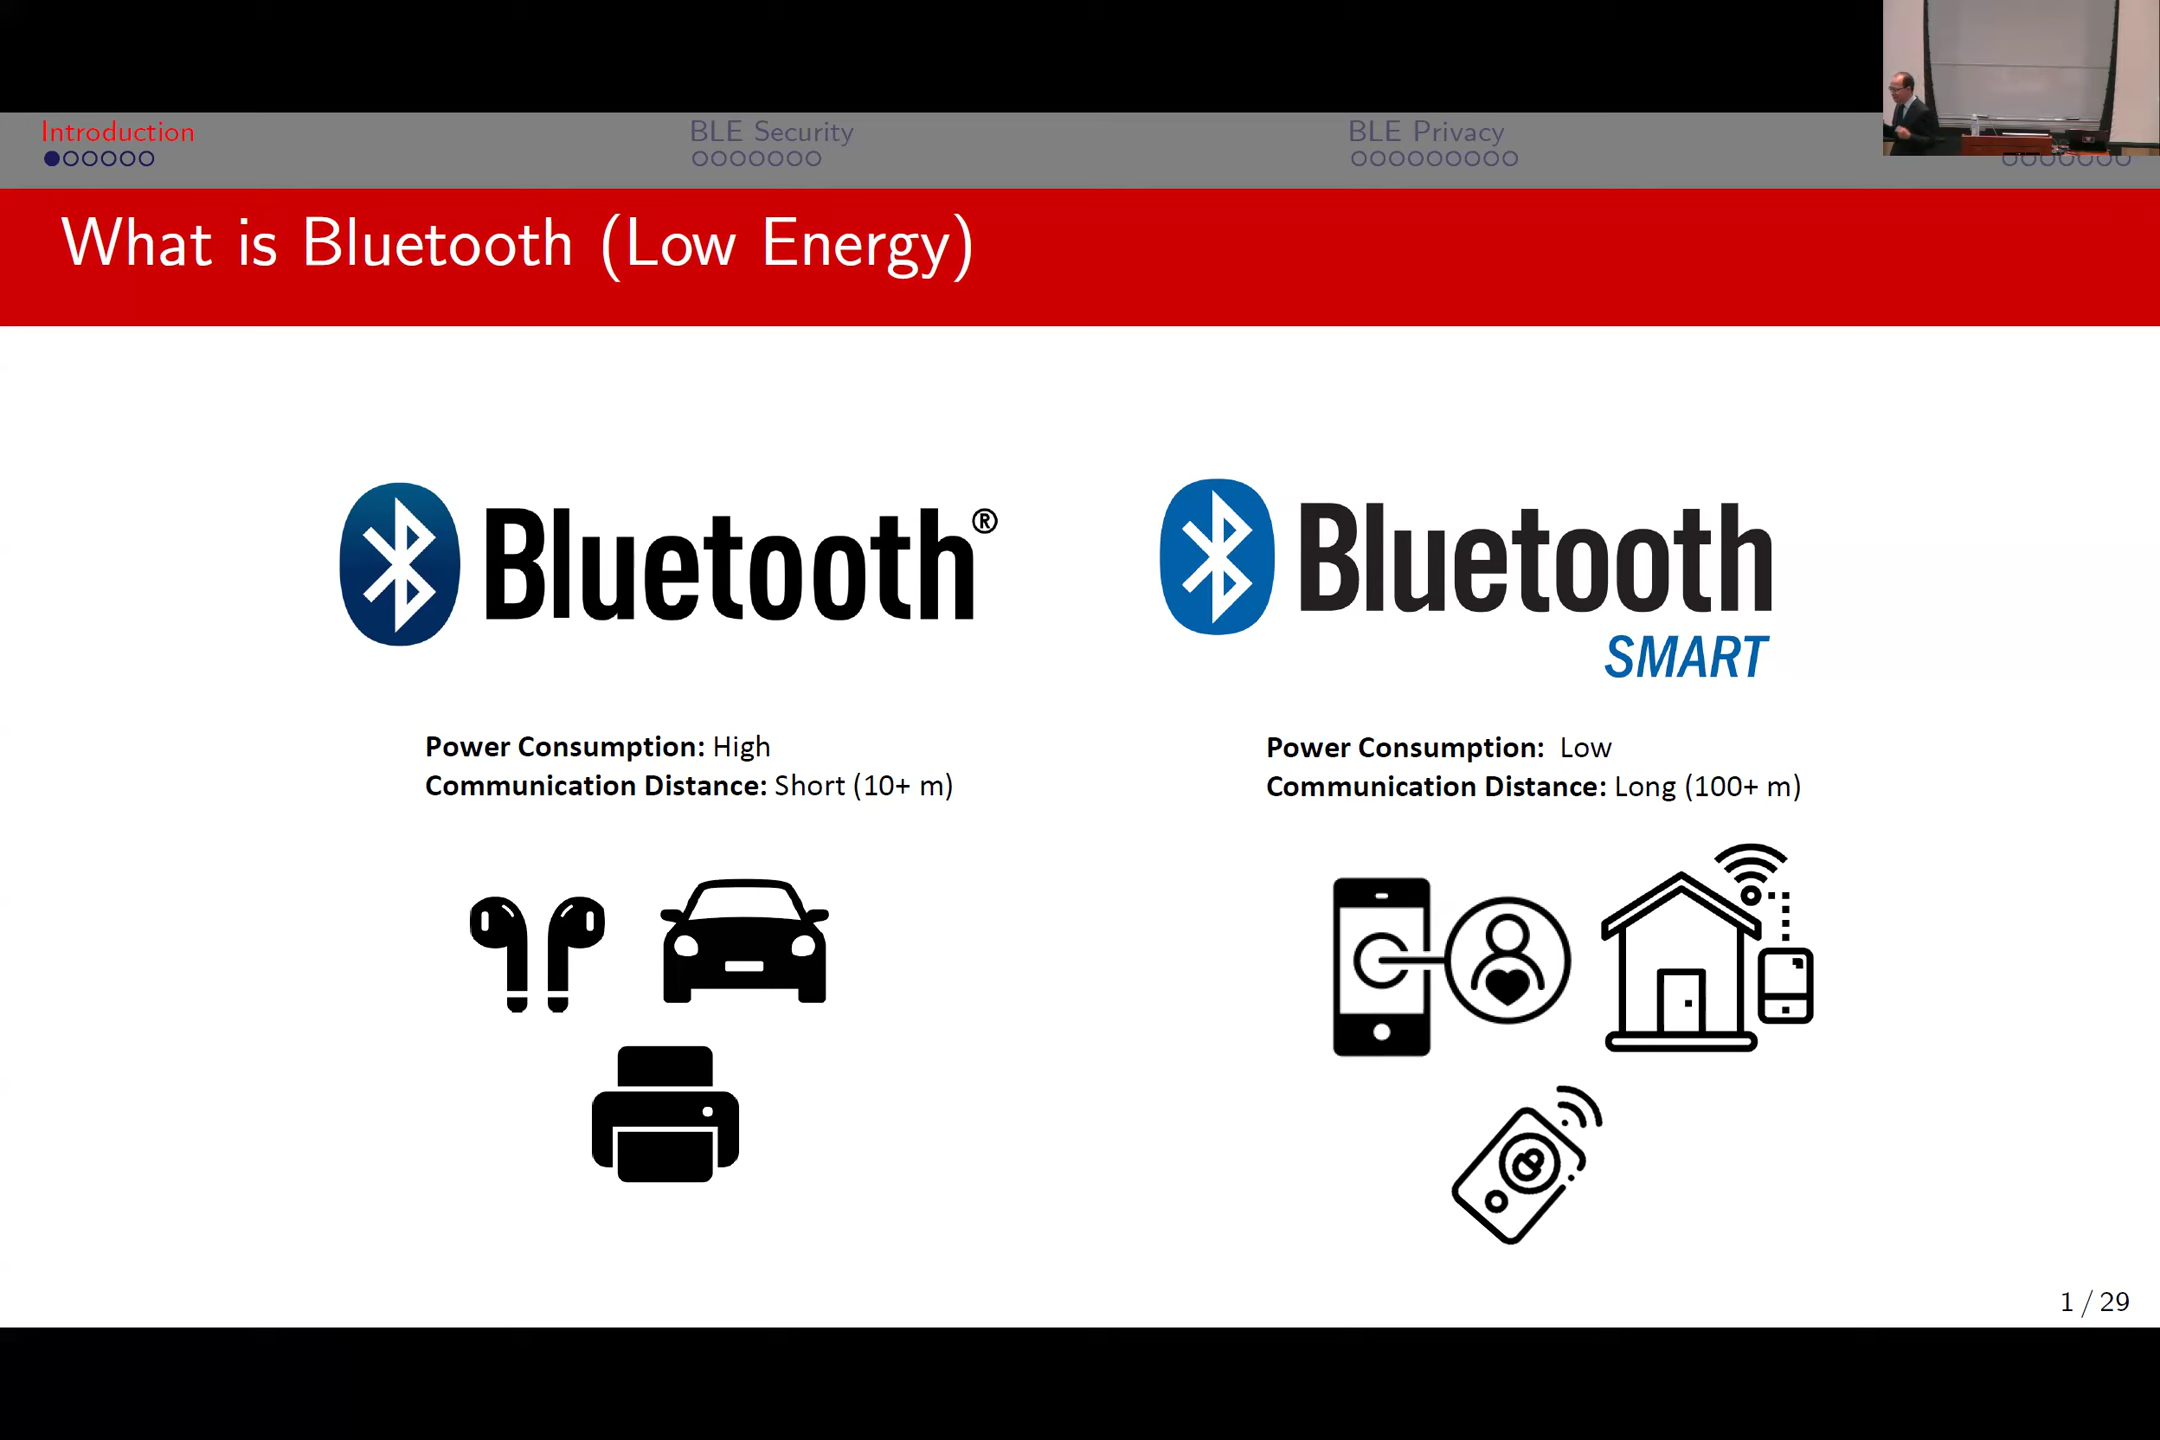 Introduction
BLE Security
BLE Privacy
What is Bluetooth (Low Energy)
Bluetooth®
Bluetooth
SMART
Power Consumption: High
Communication Distance: Short (10+ m)
Power Consumption:  Low
Communication Distance: Long (100+ m)
1 / 29